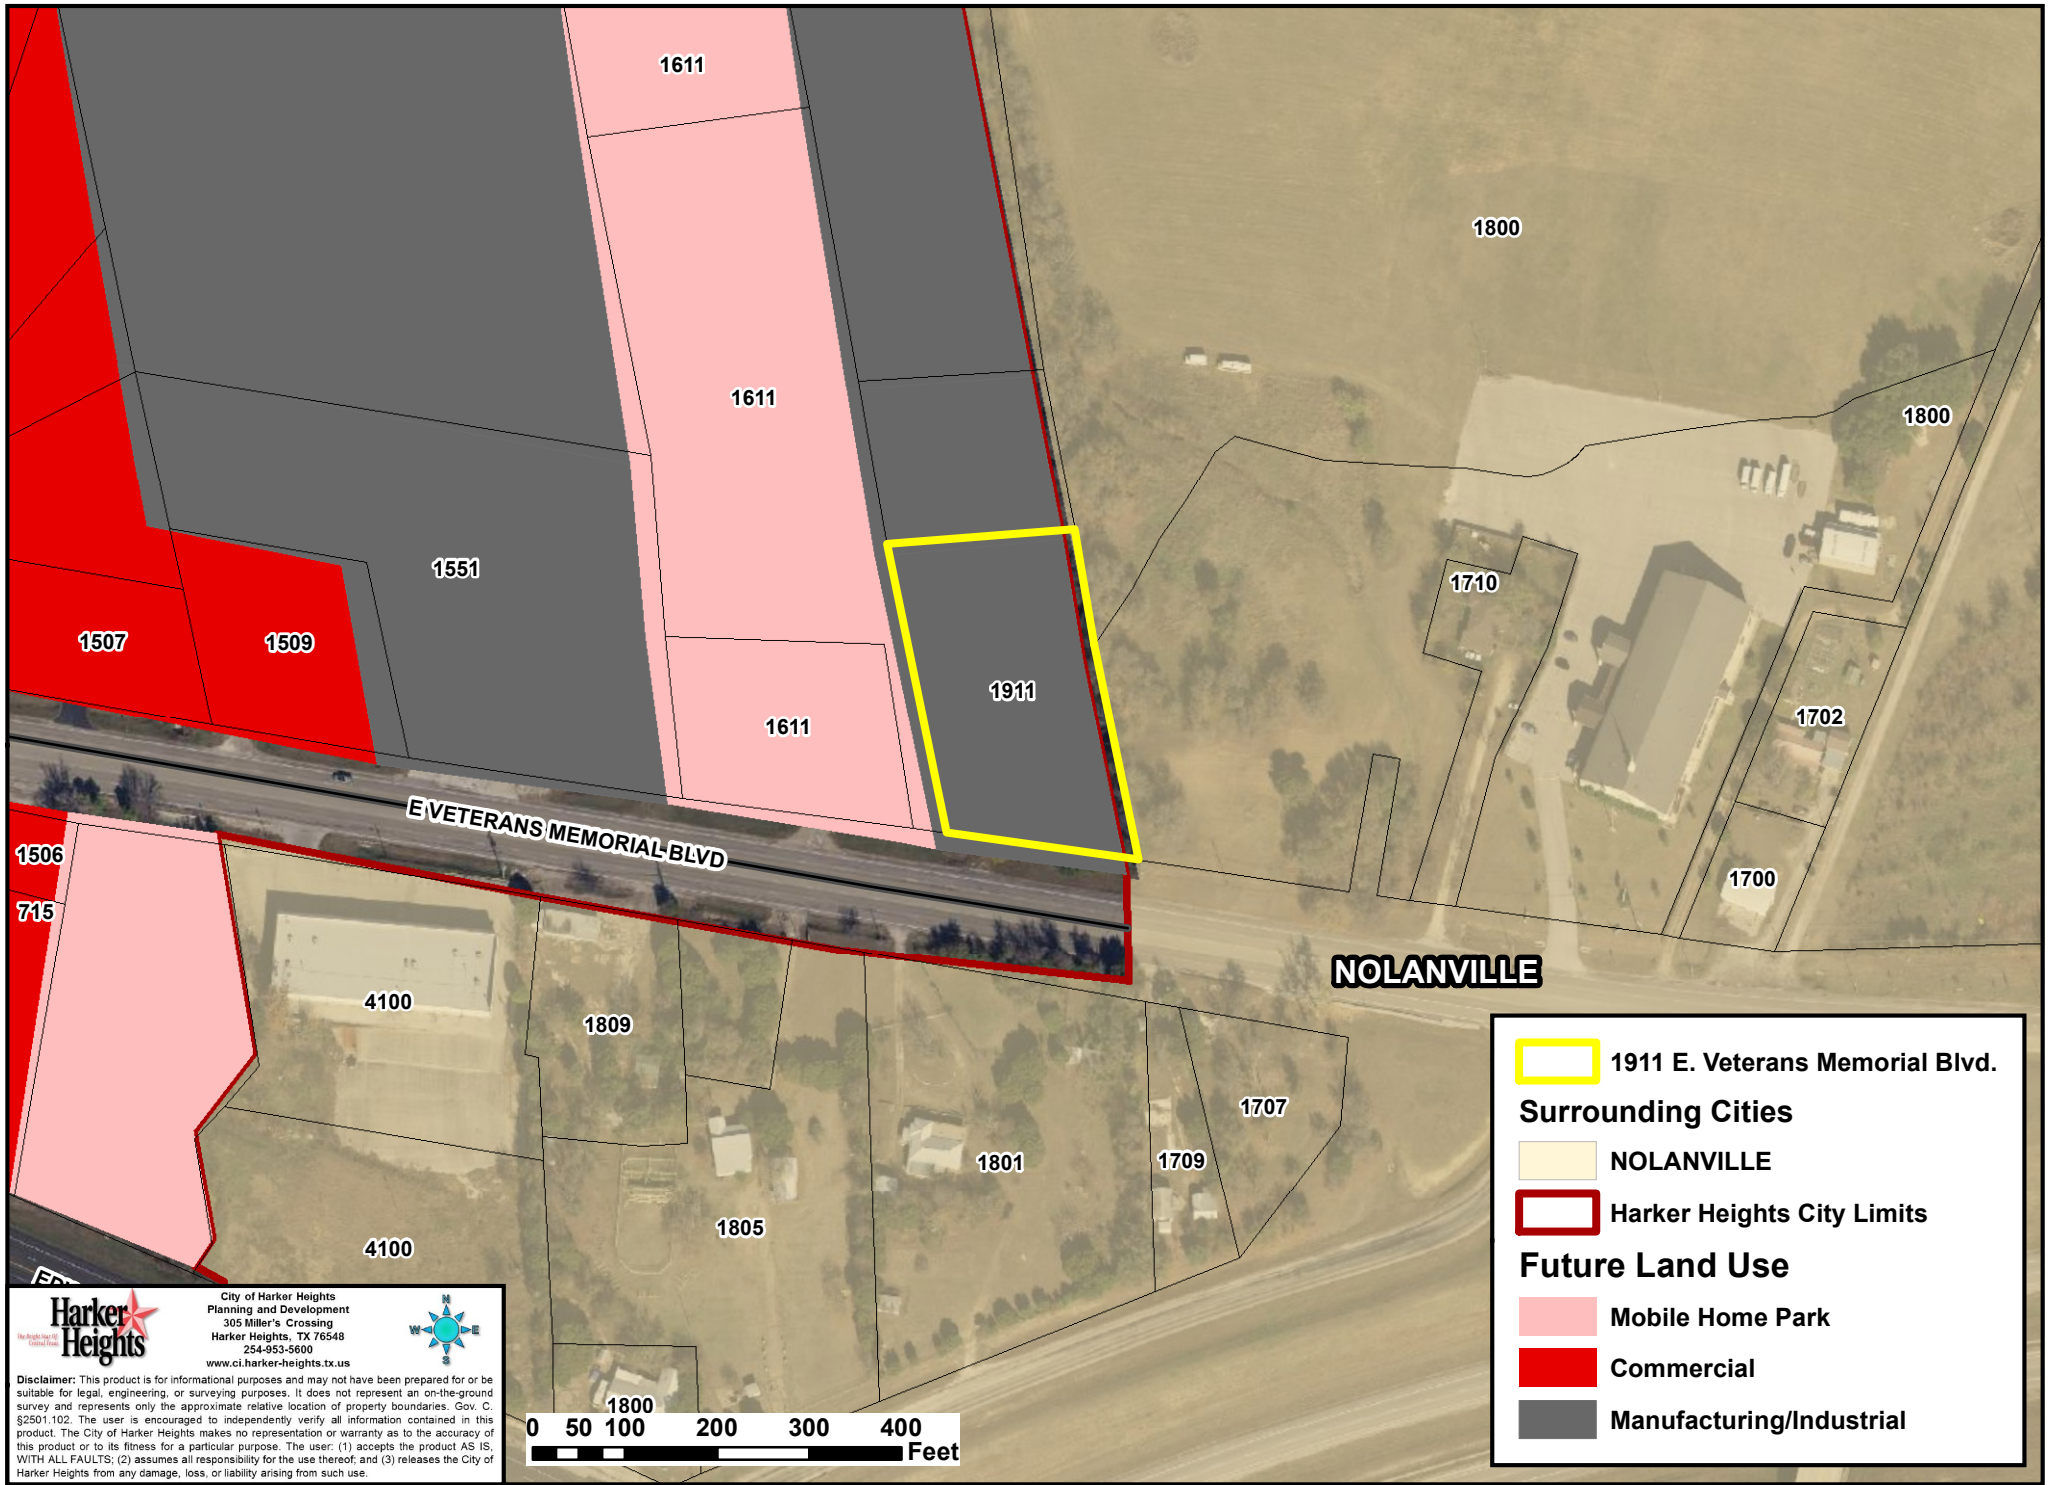 1611
1800
1611
1800
1551
1710
1507
1509
1911
1702
1611
E VETERANS MEMORIAL BLVD
1506
1700
715
NOLANVILLE
4100
1809
1707
1801
1709
1805
4100
1800
1911 E. Veterans Memorial Blvd.
Surrounding Cities
NOLANVILLE
Harker Heights City Limits
Future Land Use
Mobile Home Park
Commercial
Manufacturing/Industrial
Harker
Heights
City of Harker Heights
Planning and Development
305 Miller's Crossing
Harker Heights, TX 76548
254-953-5600
www.ci.harker-heights.tx.us
N
W E
S
Disclaimer: This product is for informational purposes and may not have been prepared for or be
suitable for legal, engineering, or surveying purposes. It does not represent an on-the-ground
survey and represents only the approximate relative location of property boundaries. Gov. C.
§2501.102. The user is encouraged to independently verify all information contained in this
product. The City of Harker Heights makes no representation or warranty as to the accuracy of
this product or to its fitness for a particular purpose. The user: (1) accepts the product AS IS,
WITH ALL FAULTS; (2) assumes all responsibility for the use thereof; and (3) releases the City of
Harker Heights from any damage, loss, or liability arising from such use.
0 50 100 200 300 400
Feet